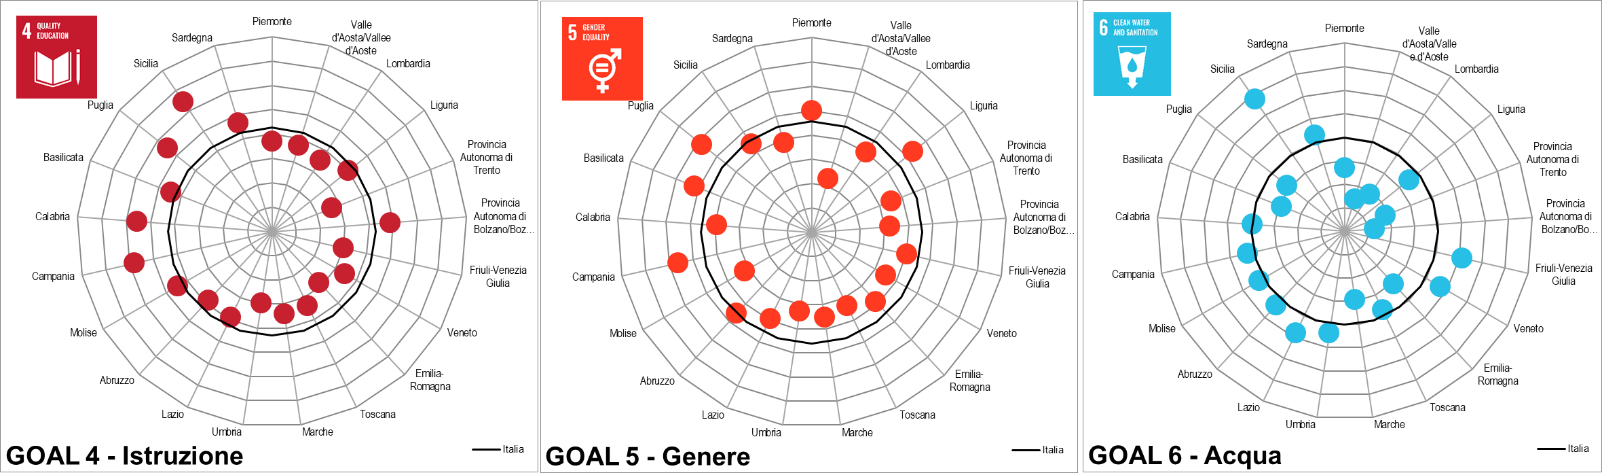 4 QUALITY
EDUCATION
Piemonte
Valle
d'Aosta/Vallee
d'Aoste
Lombardia
Liguria
Provincia
Autonoma di
Trento
Provincia
Autonoma di
Bolzano/Boz...
Friuli-Venezia
Giulia
Veneto
Emilia-
Romagna
Toscana
Marche
Umbria
Lazio
Abruzzo
Molise
Campania
Calabria
Basilicata
Puglia
Sicilia
Sardegna
GOAL 4 - Istruzione
Italia
5 GENDER
EQUALITY
Piemonte
Valle
d'Aosta/Vallee
d'Aoste
Lombardia
Liguria
Provincia
Autonoma di
Trento
Provincia
Autonoma di
Bolzano/Boz...
Friuli-Venezia
Giulia
Veneto
Emilia-
Romagna
Toscana
Marche
Umbria
Lazio
Abruzzo
Molise
Campania
Calabria
Basilicata
Puglia
Sicilia
Sardegna
GOAL 5 - Genere
Italia
6 CLEAN WATER
AND SANITATION
Piemonte
Valle
d'Aosta/Valle
e d'Aoste
Lombardia
Liguria
Provincia
Autonoma di
Trento
Provincia
Autonoma di
Bolzano/Bo...
Friuli-Venezia
Giulia
Veneto
Emilia-
Romagna
Toscana
Marche
Umbria
Lazio
Abruzzo
Molise
Campania
Calabria
Basilicata
Puglia
Sicilia
Sardegna
GOAL 6 - Acqua
Italia